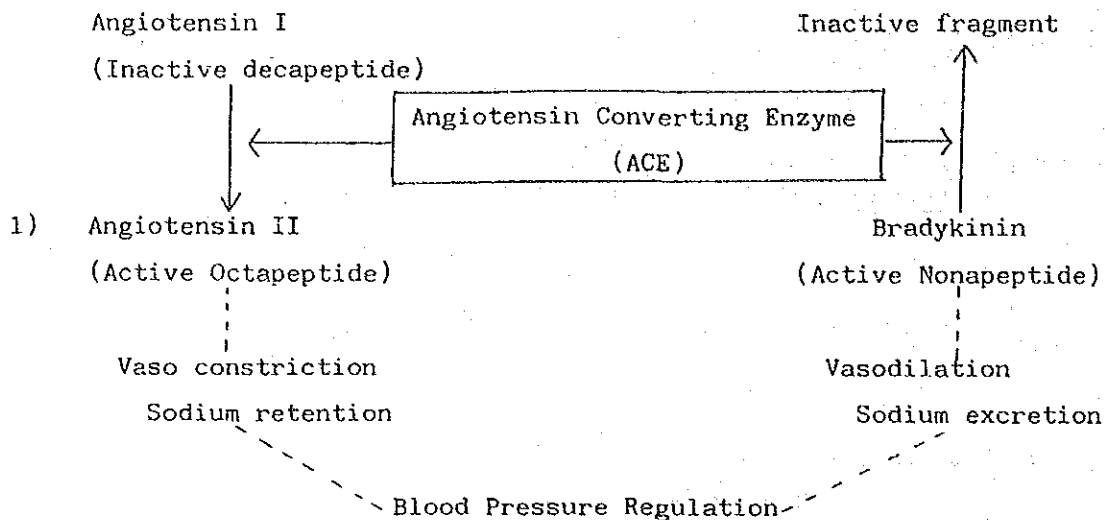 Angiotensin I Inactive fragment
(Inactive decapeptide)
Angiotensin Converting Enzyme
(ACE)
1) Angiotensin II Bradykinin
(Active Octapeptide) (Active Nonapeptide)
Vaso constriction Vasodilation
Sodium retention Sodium excretion
Blood Pressure Regulation